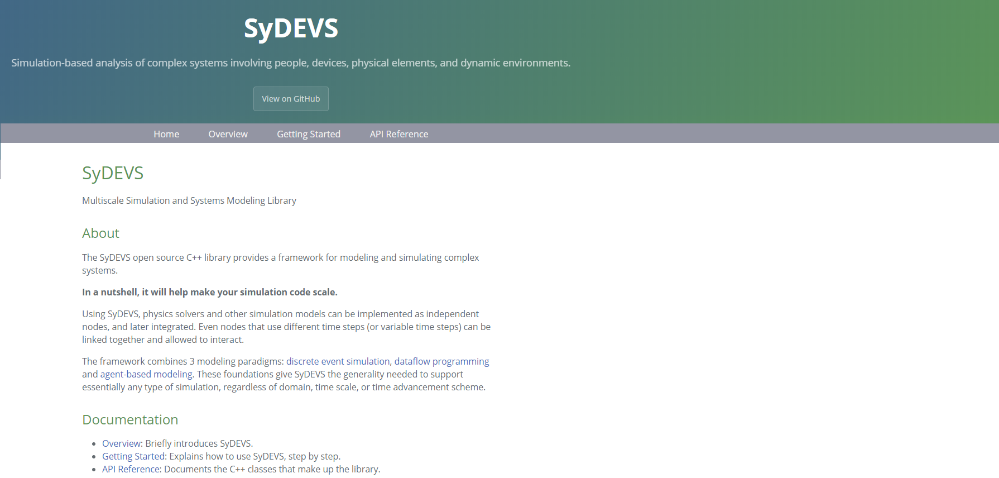 SyDEVS
Simulation-based analysis of complex systems involving people, devices, physical elements, and dynamic environments.
View on GitHub
Home Overview Getting Started API Reference
SyDEVS
Multiscale Simulation and Systems Modeling Library
About
The SyDEVS open source C++ library provides a framework for modeling and simulating complex
systems.
In a nutshell, it will help make your simulation code scale.
Using SyDEVS, physics solvers and other simulation models can be implemented as independent
nodes, and later integrated. Even nodes that use different time steps (or variable time steps) can be
linked together and allowed to interact.
The framework combines 3 modeling paradigms: discrete event simulation, dataflow programming
and agent-based modeling. These foundations give SyDEVS the generality needed to support
essentially any type of simulation, regardless of domain, time scale, or time advancement scheme.
Documentation
• Overview: Briefly introduces SyDEVS.
• Getting Started: Explains how to use SyDEVS, step by step.
• API Reference: Documents the C++ classes that make up the library.